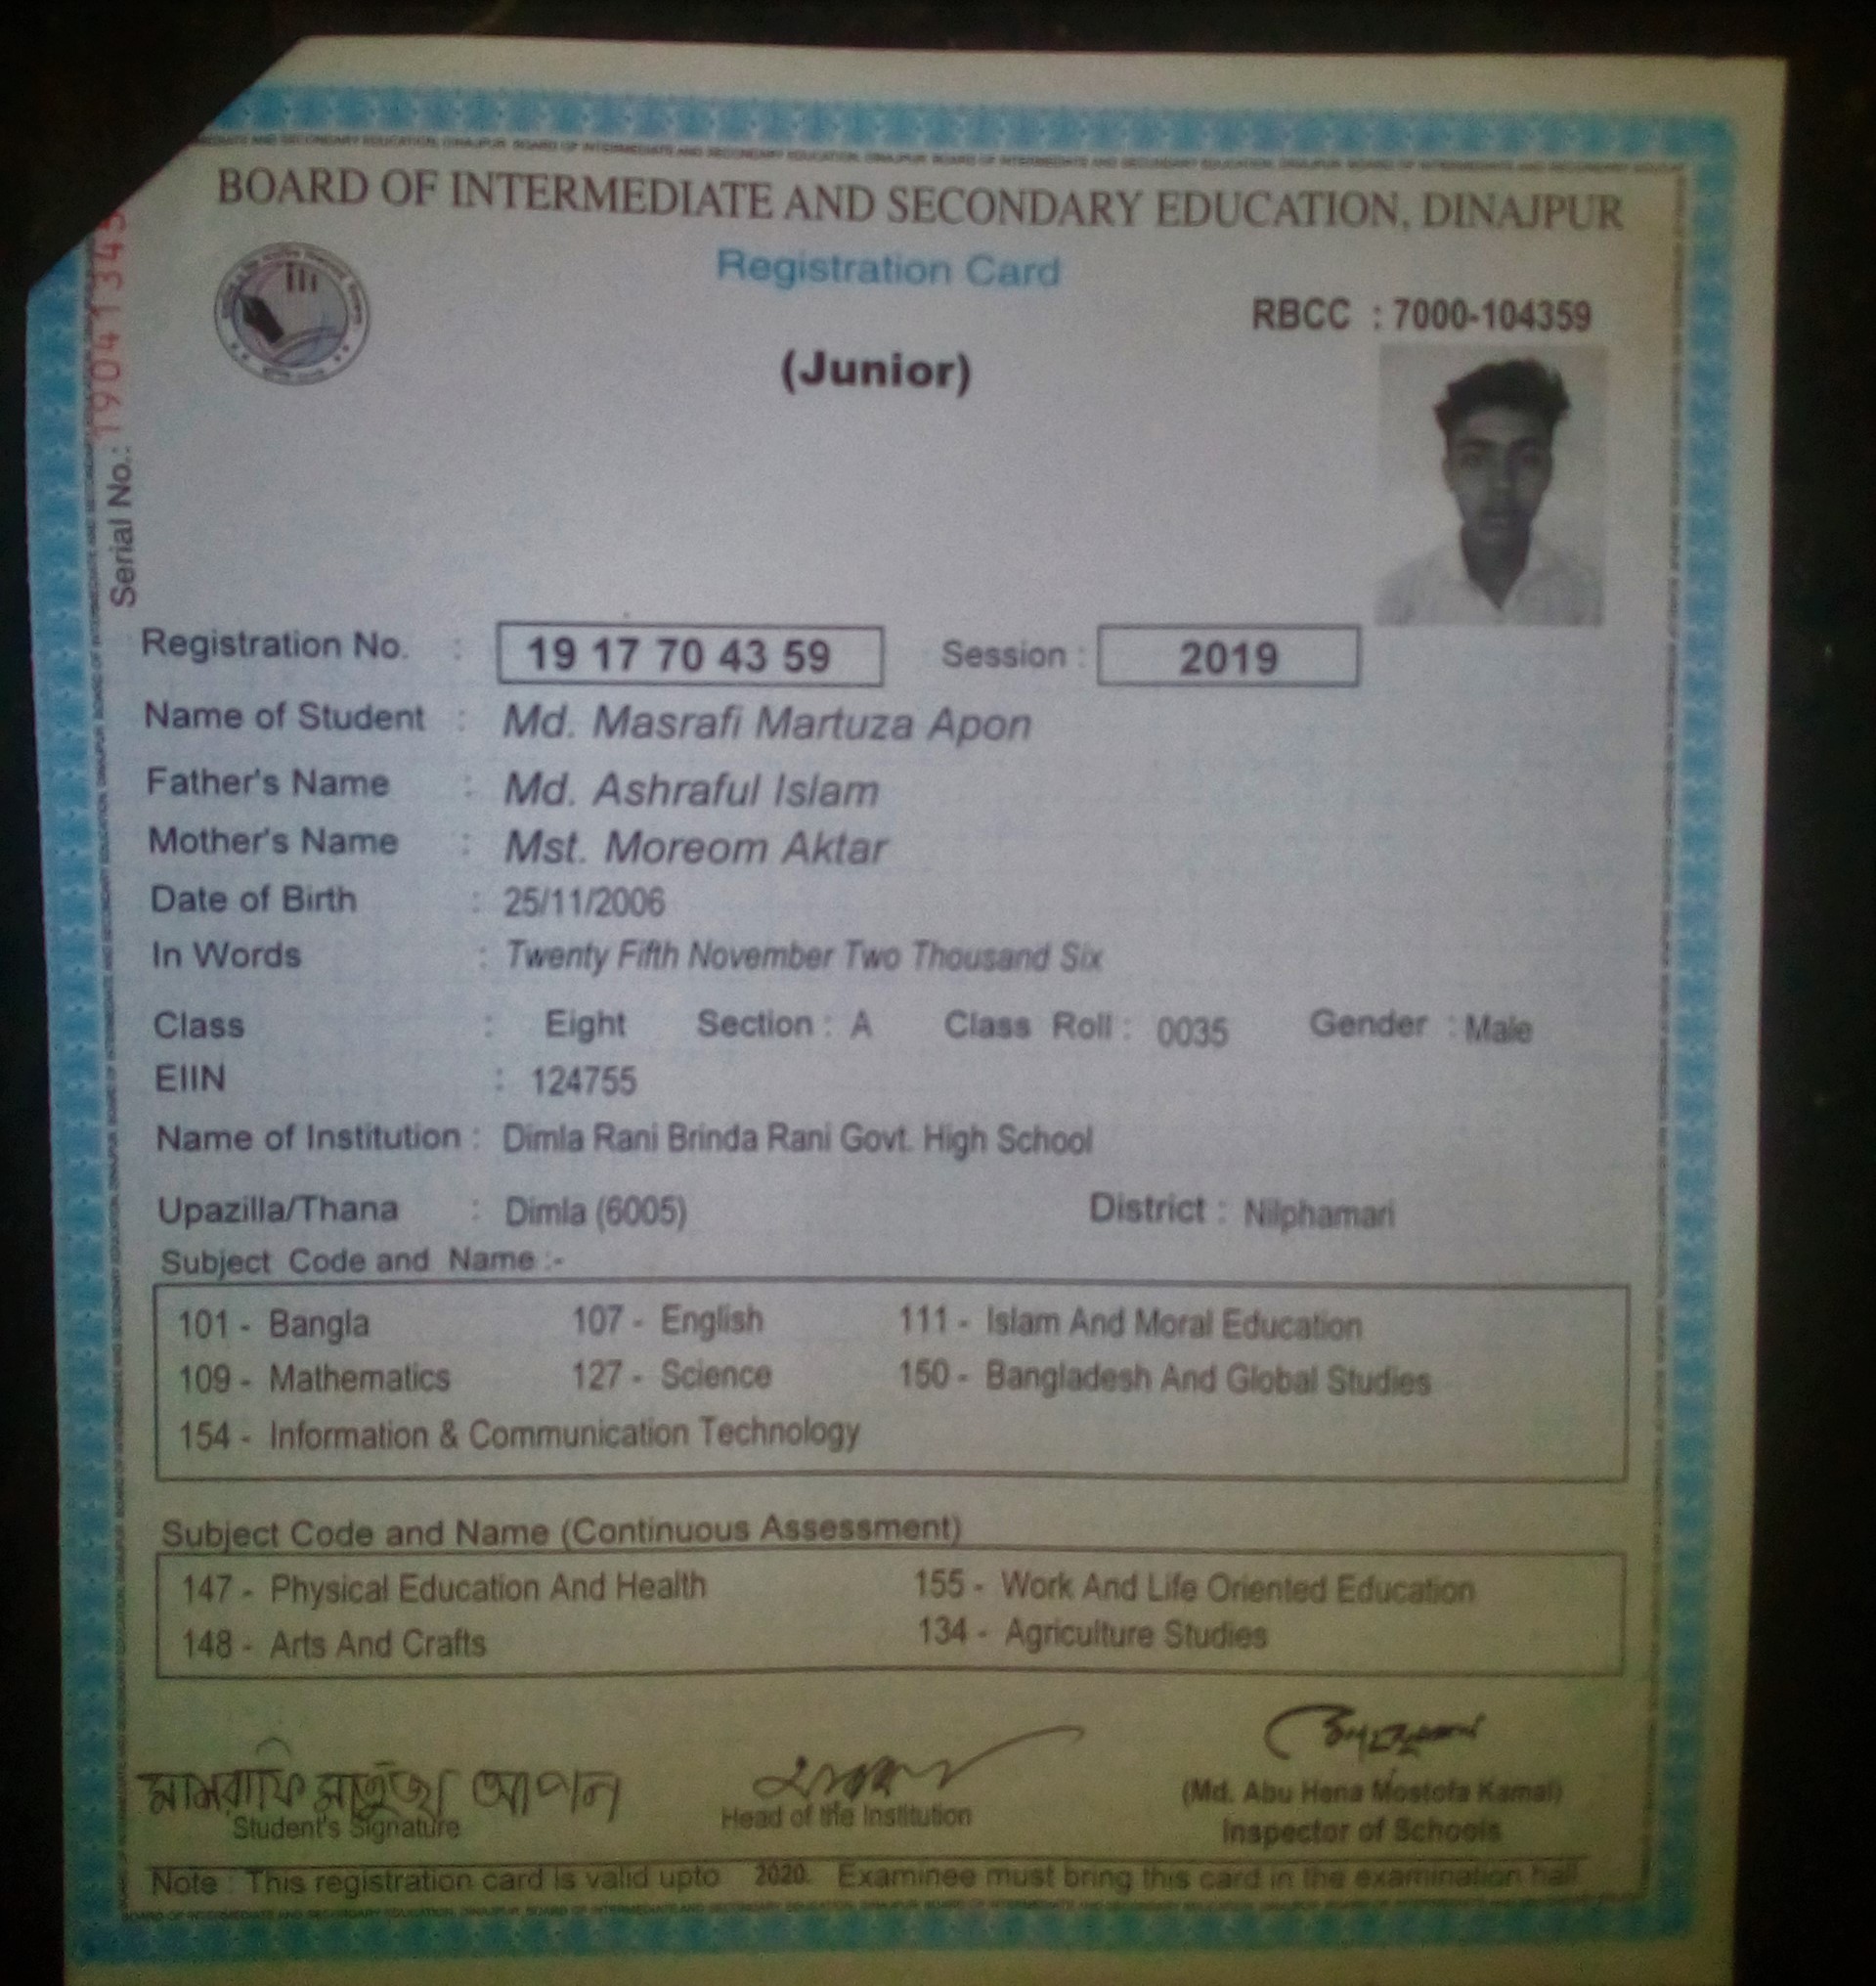 BOARD OF INTERMEDIATE AND SECONDARY EDUCATION, DINAJPUR
Registration Card
RBCC : 7000-104359
(Junior)
Serial No.:
Registration No. : 19 17 70 43 59 Session : 2019
Name of Student : Md. Masrafi Martuza Apon
Father's Name : Md. Ashraful Islam
Mother's Name : Mst. Moreom Aktar
Date of Birth : 25/11/2006
In Words : Twenty Fifth November Two Thousand Six
Class : Eight Section : A Class Roll : 0035 Gender : Male
EIIN : 124755
Name of Institution : Dimla Rani Brinda Rani Govt. High School
Upazilla/Thana : Dimla (6005) District : Nilphamari
Subject Code and Name :-
101 - Bangla 107 - English 111 - Islam And Moral Education
109 - Mathematics 127 - Science 150 - Bangladesh And Global Studies
154 - Information & Communication Technology
Subject Code and Name (Continuous Assessment)
147 - Physical Education And Health 155 - Work And Life Oriented Education
148 - Arts And Crafts 134 - Agriculture Studies
মাসরাফি মার্তুজা আপন
Student's Signature Head of the Institution (Md. Abu Hena Mostofa Kamal)
Inspector of Schools
Note : This registration card is valid upto 2020. Examinee must bring this card in the examination hall